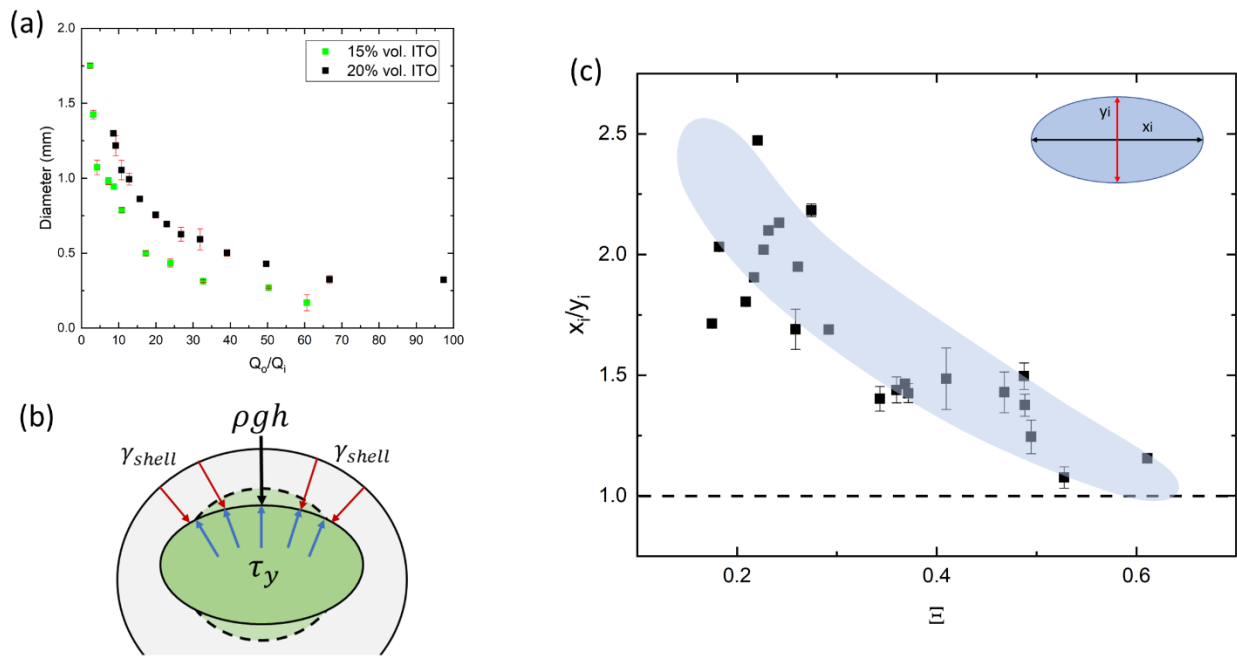 (a)
2.0
1.5
1.0
0.5
0.0
Diameter (mm)
0 10 20 30 40 50 60 70 80 90 100
Qo/Qi
15% vol. ITO
20% vol. ITO
(b)
ρgh
γshell
γshell
τy
(c)
2.5
2.0
1.5
1.0
xi/yi
0.2 0.4 0.6
Ξ
yi
xi